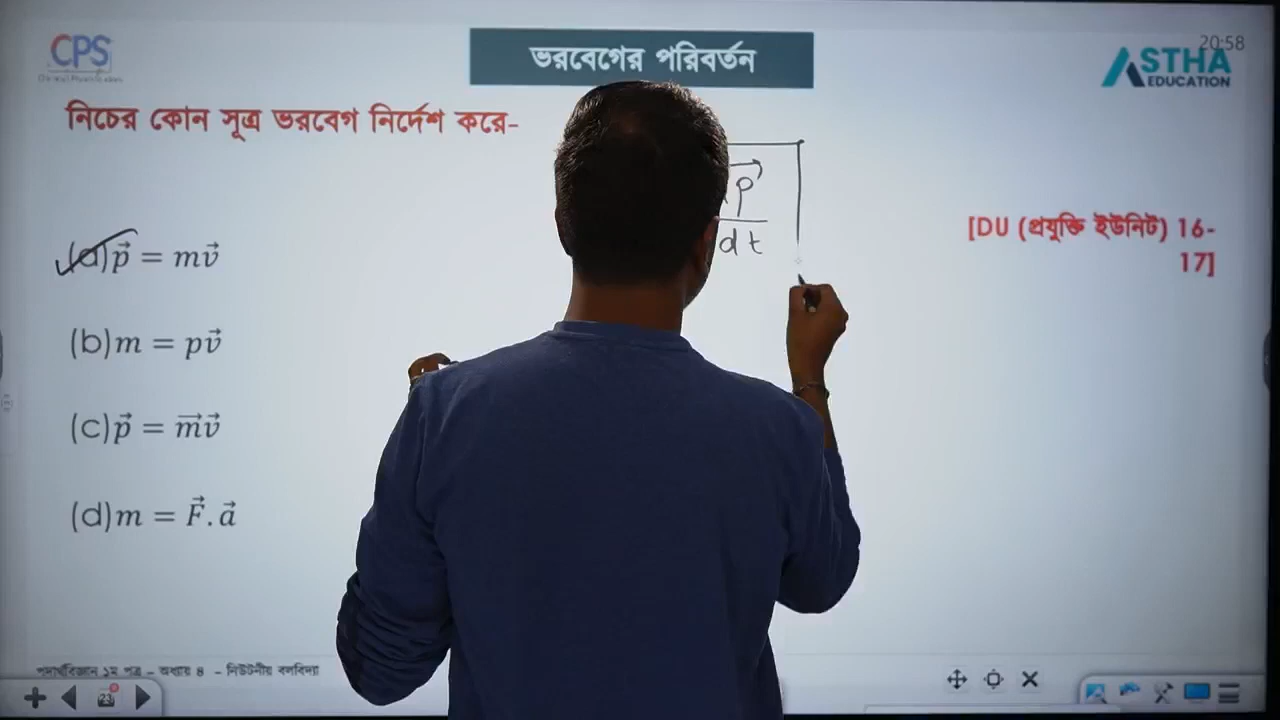 CPS
ভরবেগের পরিবর্তন
20:58
ASTHA
EDUCATION
নিচের কোন সূত্র ভরবেগ নির্দেশ করে-
[DU (প্রযুক্তি ইউনিট) 16-
17]
(a) p⃗ = mv⃗
(b) m = pv⃗
(c) p⃗ = m⃗v⃗
(d) m = F⃗.a⃗
p⃗
dt
পদার্থবিজ্ঞান ১ম পত্র – অধ্যায় ৪ – নিউটনীয় বলবিদ্যা
23